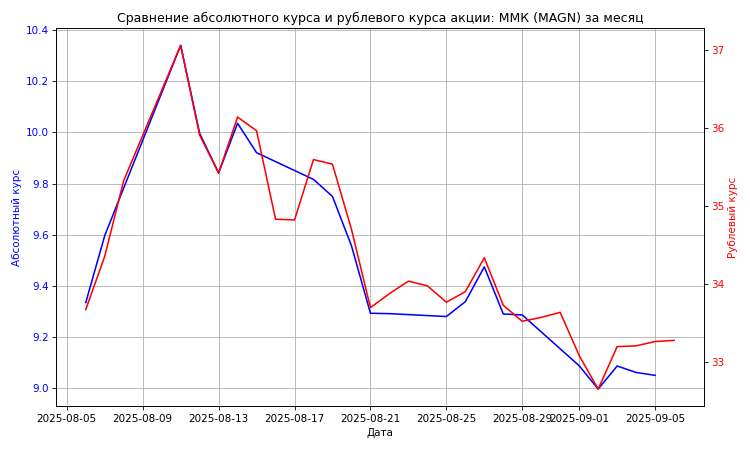 Сравнение абсолютного курса и рублевого курса акции: ММК (MAGN) за месяц
10.4
10.2
10.0
9.8
9.6
9.4
9.2
9.0
Абсолютный курс
37
36
35
34
33
Рублевый курс
2025-08-05 2025-08-09 2025-08-13 2025-08-17 2025-08-21 2025-08-25 2025-08-29 2025-09-01 2025-09-05
Дата